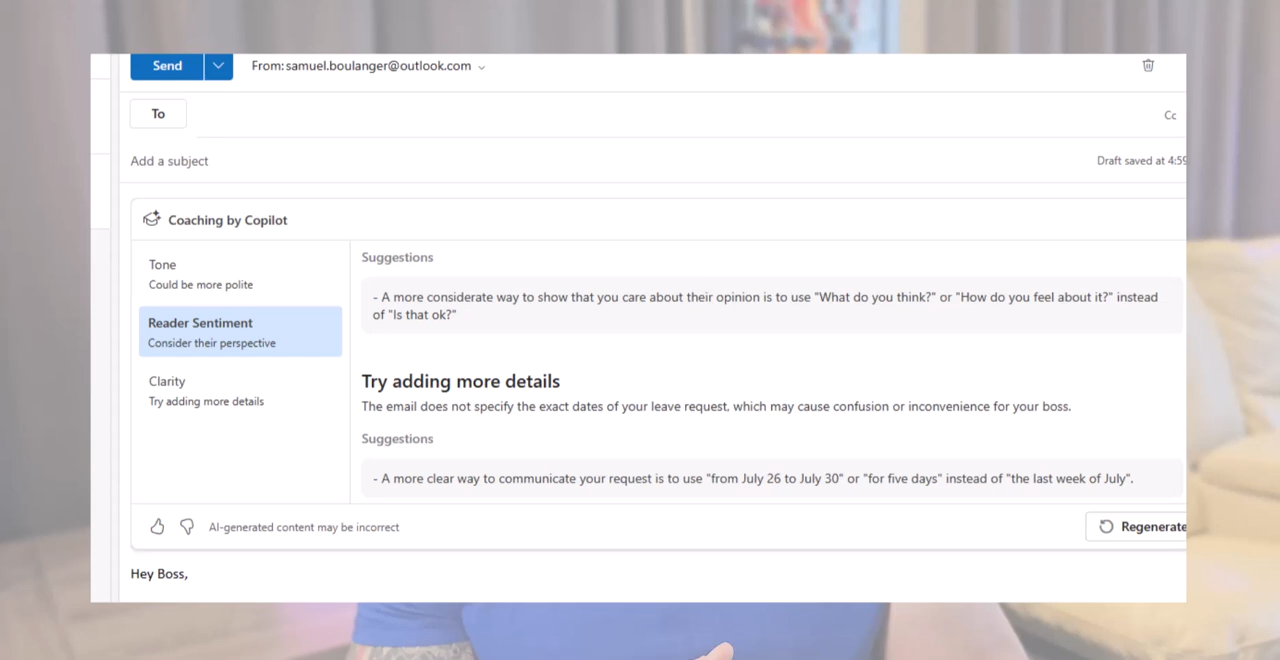 Send
From: samuel.boulanger@outlook.com
To
Cc
Add a subject
Draft saved at 4:59
Coaching by Copilot
Tone
Could be more polite
Reader Sentiment
Consider their perspective
Clarity
Try adding more details
Suggestions
- A more considerate way to show that you care about their opinion is to use "What do you think?" or "How do you feel about it?" instead
of "Is that ok?"
Try adding more details
The email does not specify the exact dates of your leave request, which may cause confusion or inconvenience for your boss.
Suggestions
- A more clear way to communicate your request is to use "from July 26 to July 30" or "for five days" instead of "the last week of July".
AI-generated content may be incorrect
Regenerate
Hey Boss,